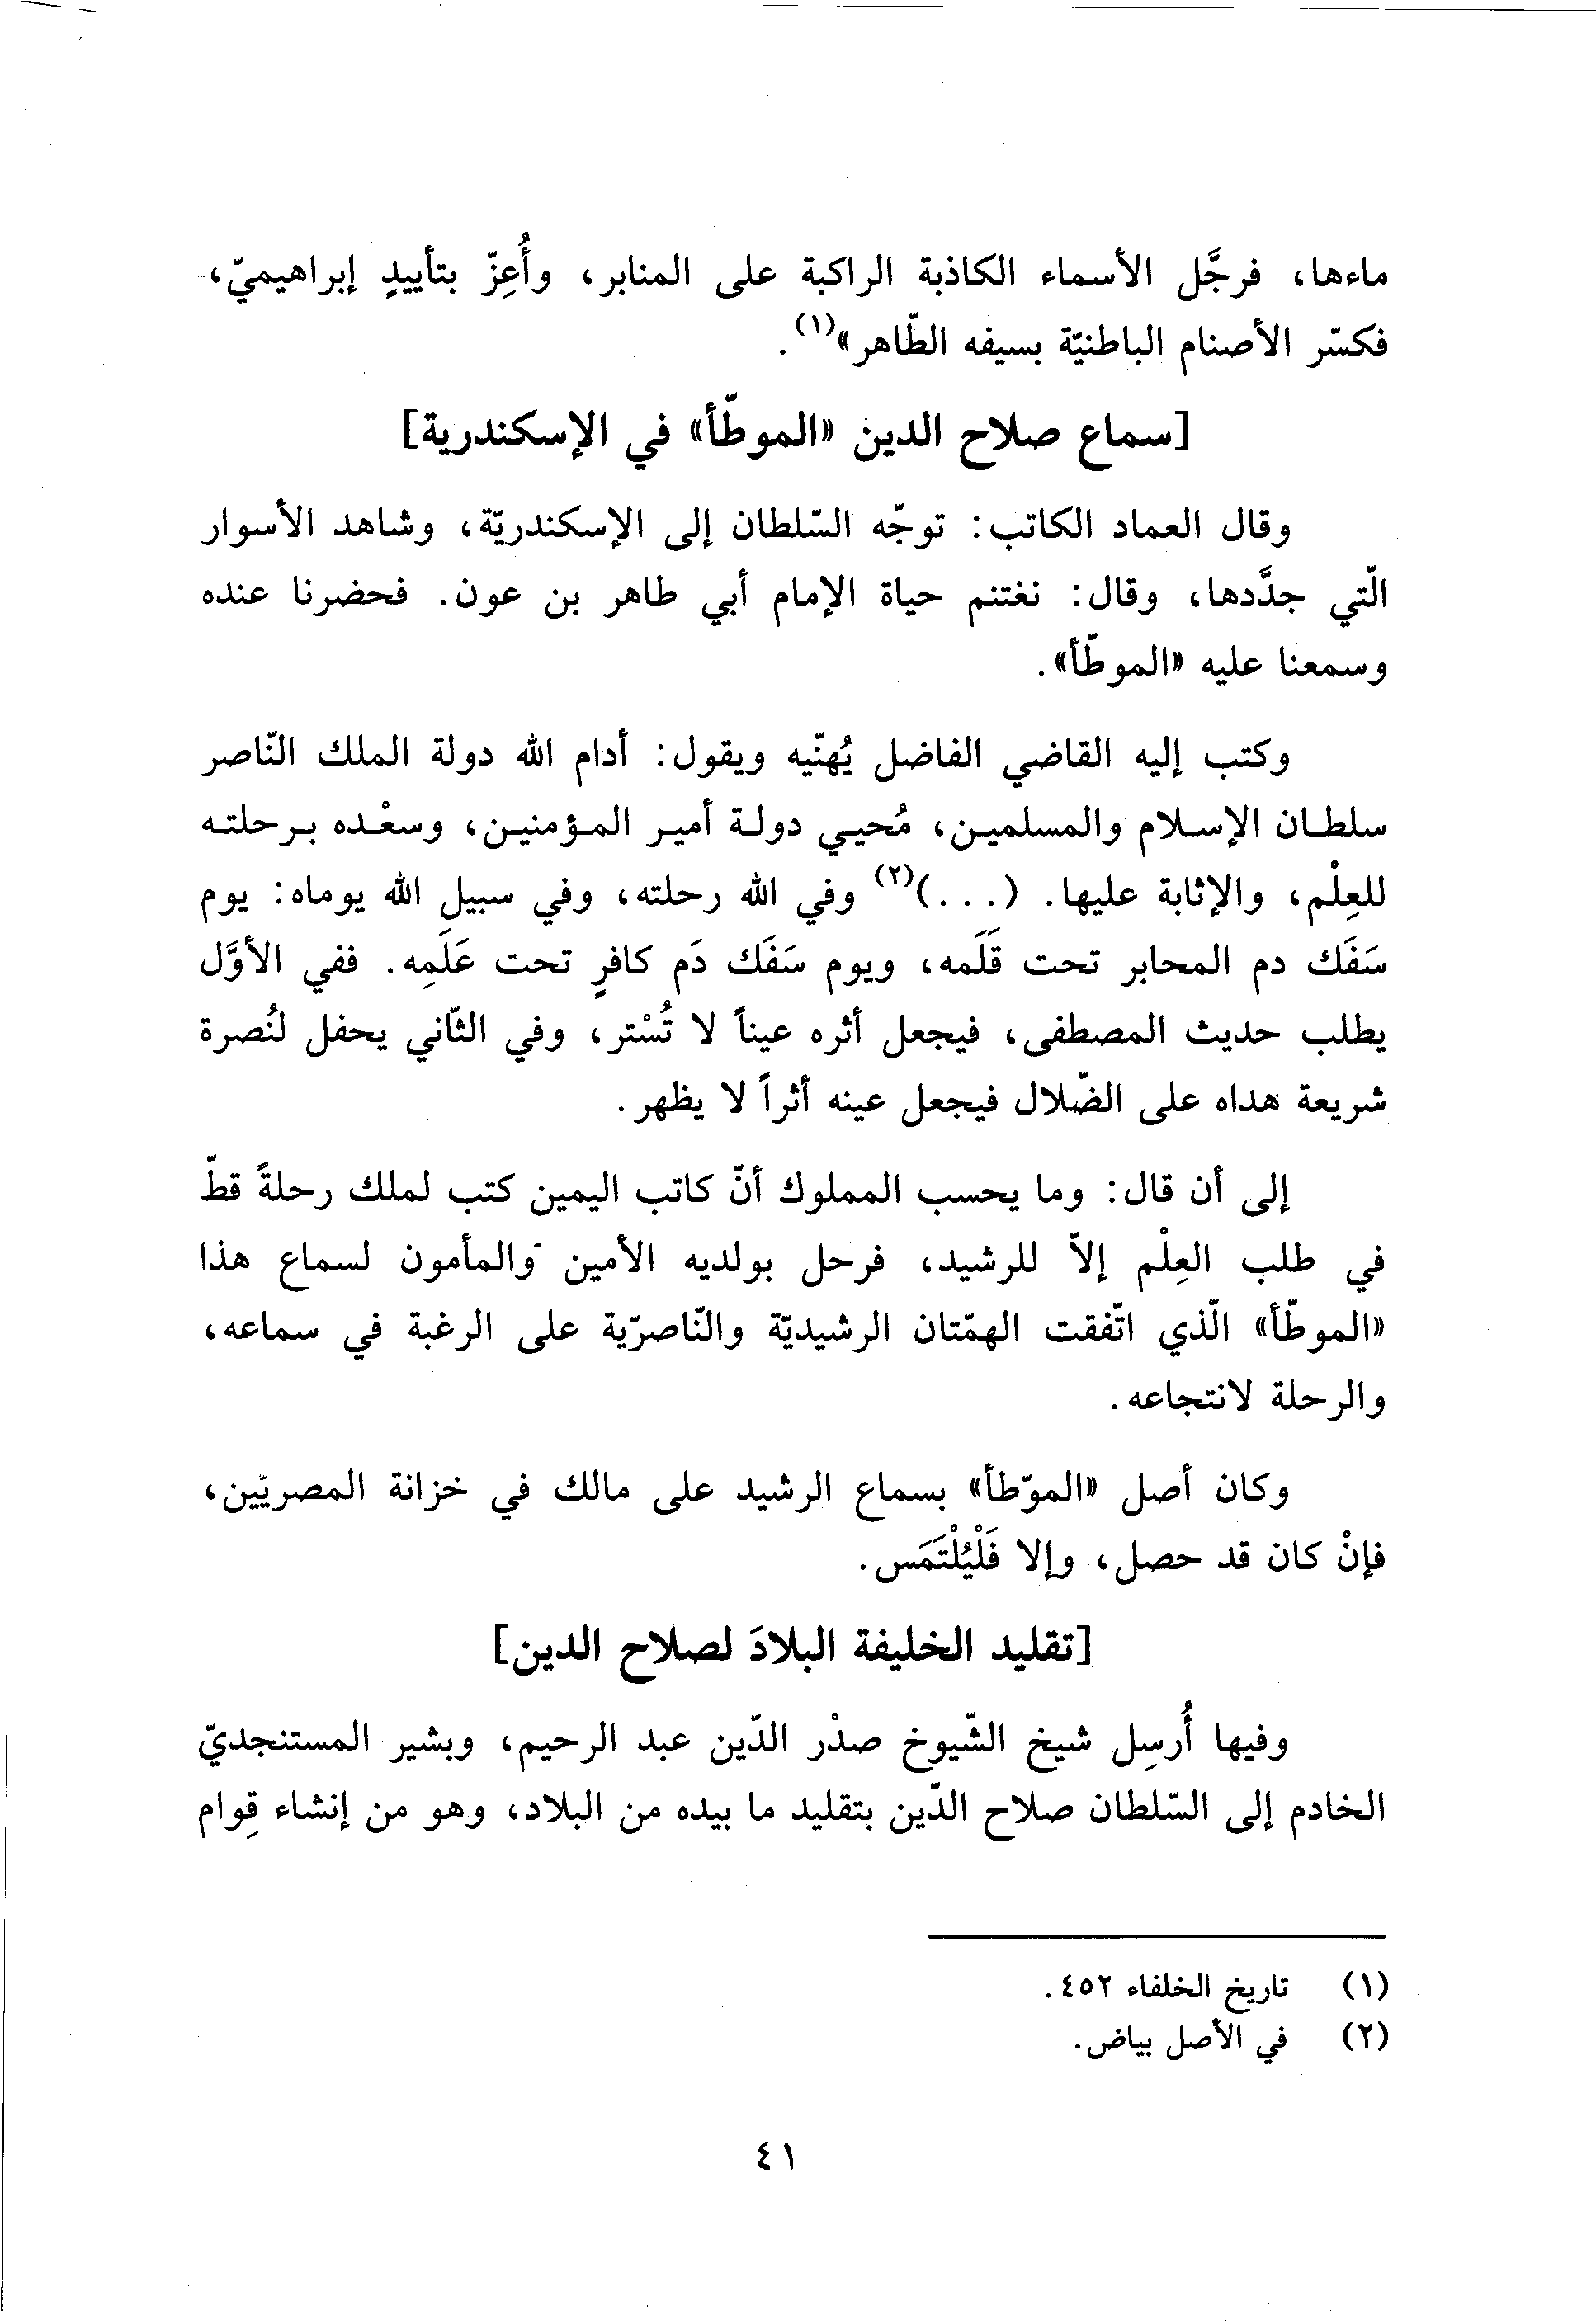 ماءها، فرجَّل الأسماء الكاذبة الراكبة على المنابر، وأُعِزّ بتأييدٍ إبراهيميّ،
فكسّر الأصنام الباطنيّة بسيفه الطّاهر»(١).
[سماع صلاح الدين «الموطّأ» في الإسكندرية]
وقال العماد الكاتب: توجّه السّلطان إلى الإسكندريّة، وشاهد الأسوار
الّتي جدَّدها، وقال: نغتنم حياة الإمام أبي طاهر بن عون. فحضرنا عنده
وسمعنا عليه «الموطّأ».
وكتب إليه القاضي الفاضل يُهنّيه ويقول: أدام الله دولة الملك النّاصر
سلطان الإسلام والمسلمين، مُحيي دولة أمير المؤمنين، وسعْده برحلته
للعِلْم، والإثابة عليها. (...)(٢) وفي الله رحلته، وفي سبيل الله يوماه: يوم
سَفَك دم المحابر تحت قَلَمه، ويوم سَفَك دَم كافرٍ تحت عَلَمِه. ففي الأوَّل
يطلب حديث المصطفى، فيجعل أثره عيناً لا تُسْتر، وفي الثّاني يحفل لنُصرة
شريعة هداه على الضّلال فيجعل عينه أثراً لا يظهر.
إلى أن قال: وما يحسب المملوك أنّ كاتب اليمين كتب لملك رحلةً قطّ
في طلب العِلْم إلاّ للرشيد، فرحل بولديه الأمين والمأمون لسماع هذا
«الموطّأ» الّذي اتّفقت الهمّتان الرشيديّة والنّاصرّية على الرغبة في سماعه،
والرحلة لانتجاعه.
وكان أصل «الموّطأ» بسماع الرشيد على مالك في خزانة المصريّين،
فإنْ كان قد حصل، وإلا فَلْيُلْتَمَس.
[تقليد الخليفة البلادَ لصلاح الدين]
وفيها أُرسِل شيخ الشّيوخ صدْر الدّين عبد الرحيم، وبشير المستنجديّ
الخادم إلى السّلطان صلاح الدّين بتقليد ما بيده من البلاد، وهو من إنشاء قِوام
(١) تاريخ الخلفاء ٤٥٢.
(٢) في الأصل بياض.
٤١